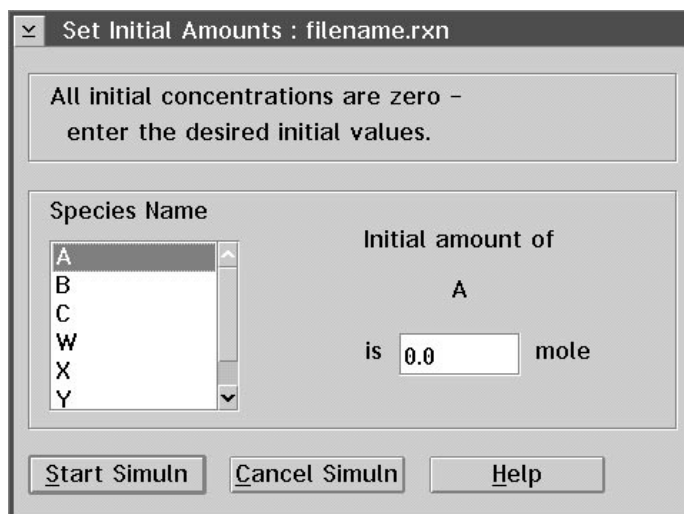 Set Initial Amounts : filename.rxn
All initial concentrations are zero –
enter the desired initial values.
Species Name
A
B
C
W
X
Y
Initial amount of
A
is 0.0 mole
Start Simuln Cancel Simuln Help